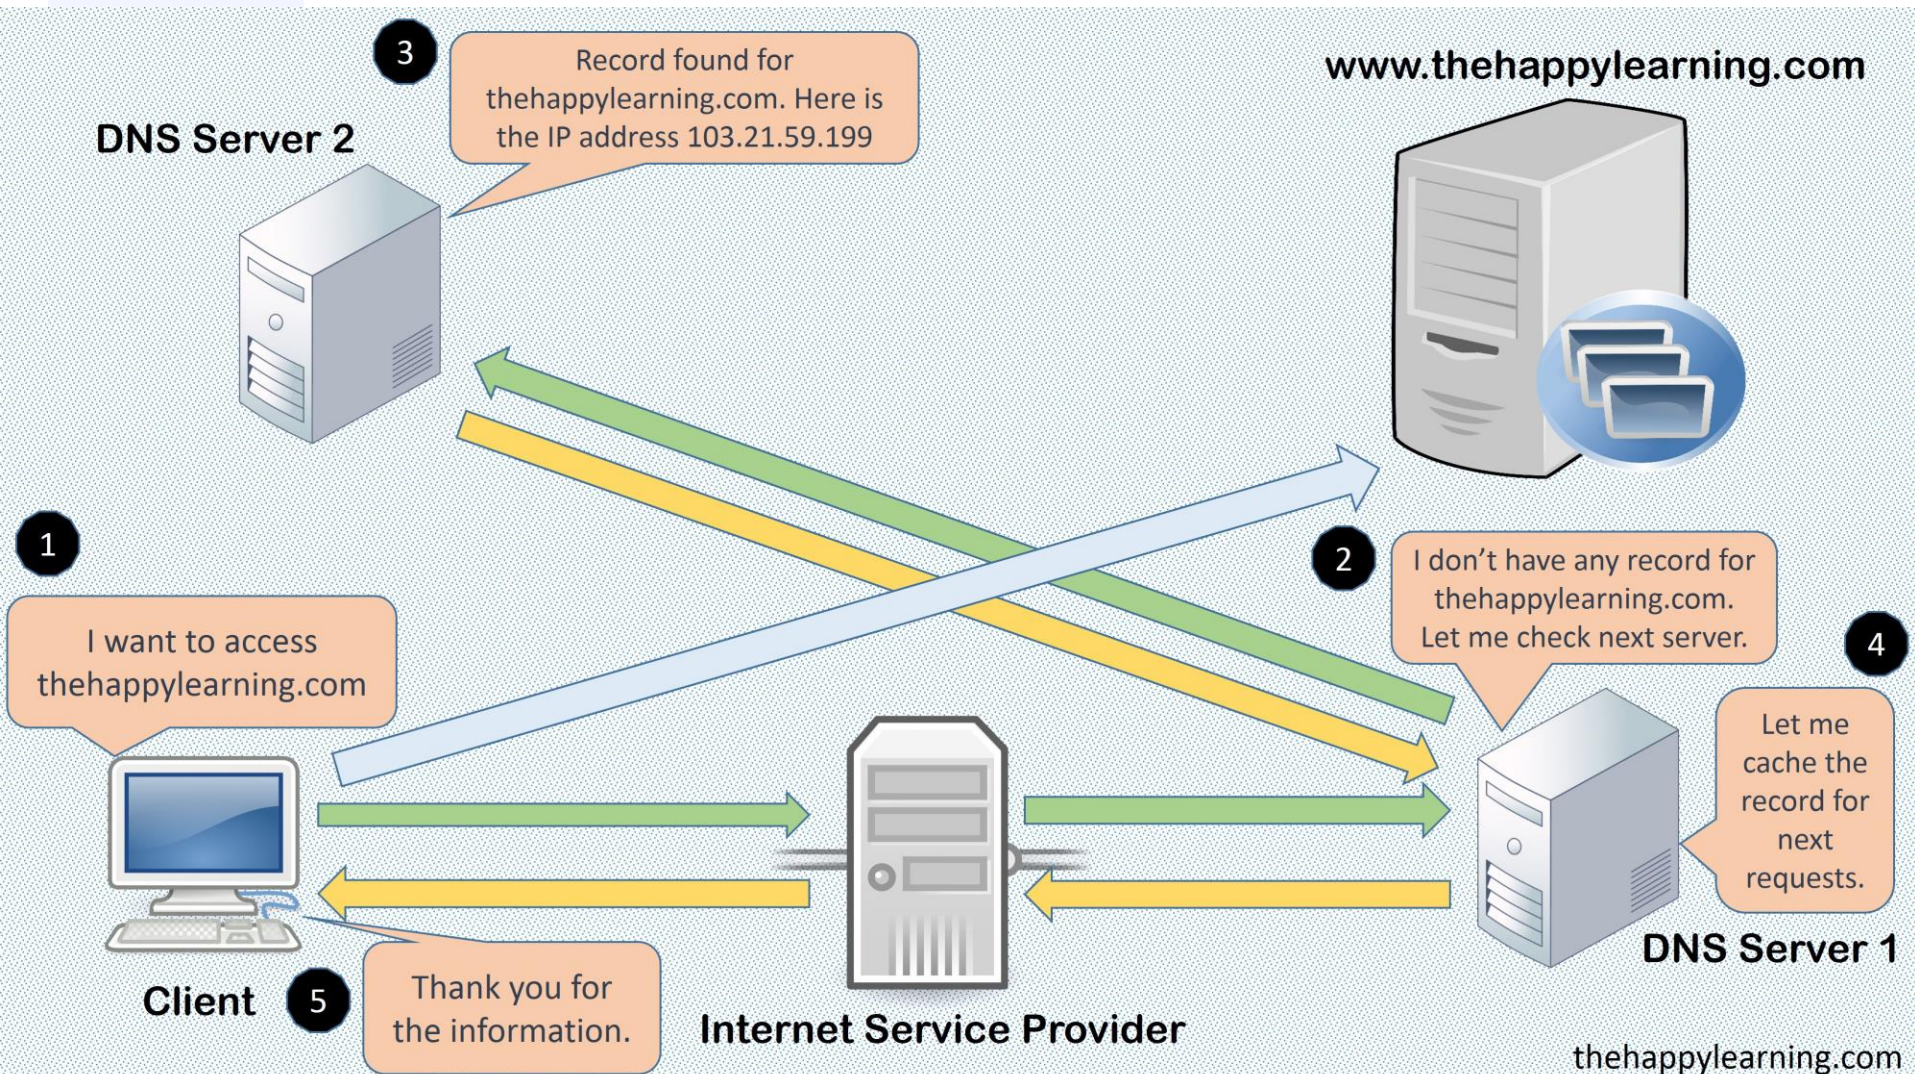 3
Record found for
thehappylearning.com. Here is
the IP address 103.21.59.199
www.thehappylearning.com
DNS Server 2
1
I want to access
thehappylearning.com
2
I don’t have any record for
thehappylearning.com.
Let me check next server.
4
Let me
cache the
record for
next
requests.
DNS Server 1
Client
5
Thank you for
the information.
Internet Service Provider
thehappylearning.com